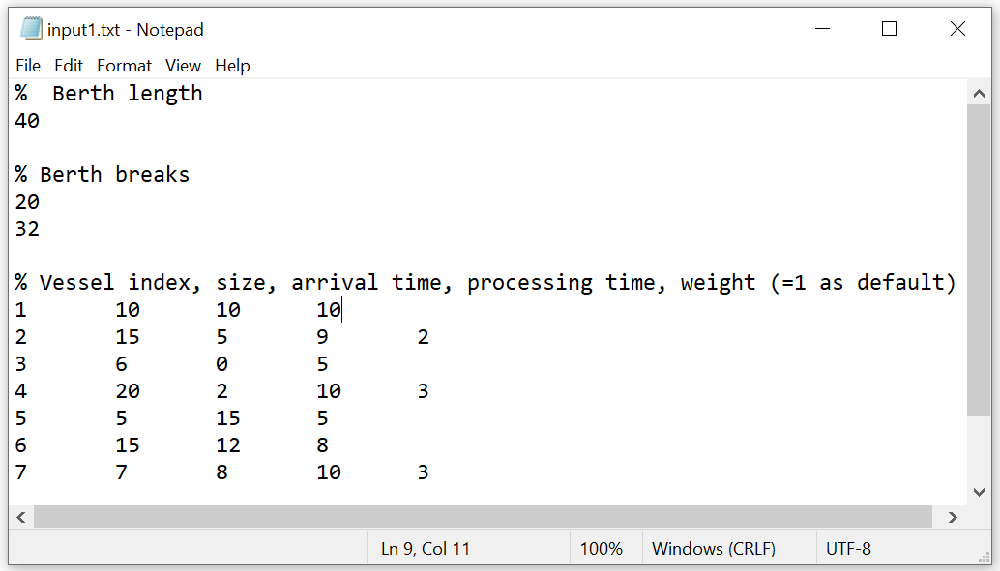 input1.txt - Notepad
File Edit Format View Help
%  Berth length
40
% Berth breaks
20
32
% Vessel index, size, arrival time, processing time, weight (=1 as default)
1 10 10 10
2 15 5 9 2
3 6 0 5
4 20 2 10 3
5 5 15 5
6 15 12 8
7 7 8 10 3
Ln 9, Col 11 100% Windows (CRLF) UTF-8